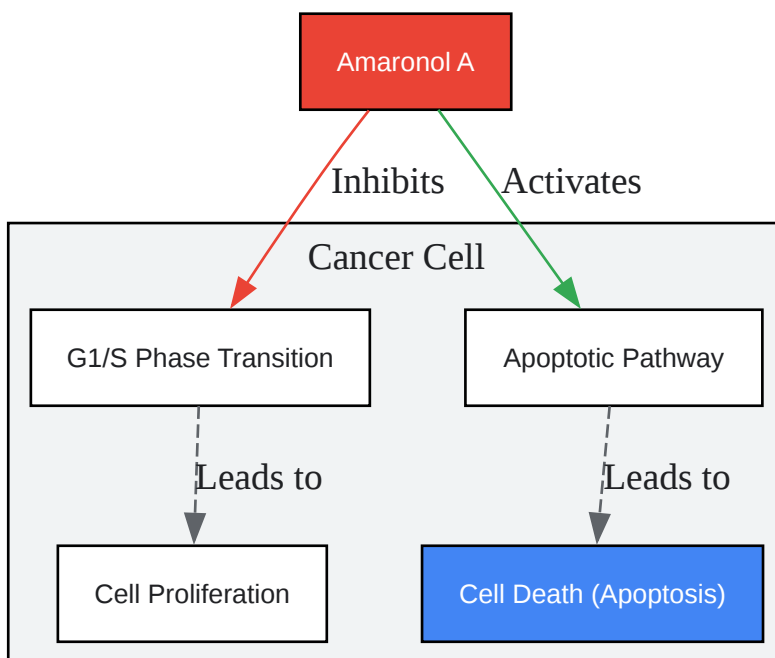 Amaronol A
Inhibits
Activates
Cancer Cell
G1/S Phase Transition
Apoptotic Pathway
Leads to
Leads to
Cell Proliferation
Cell Death (Apoptosis)